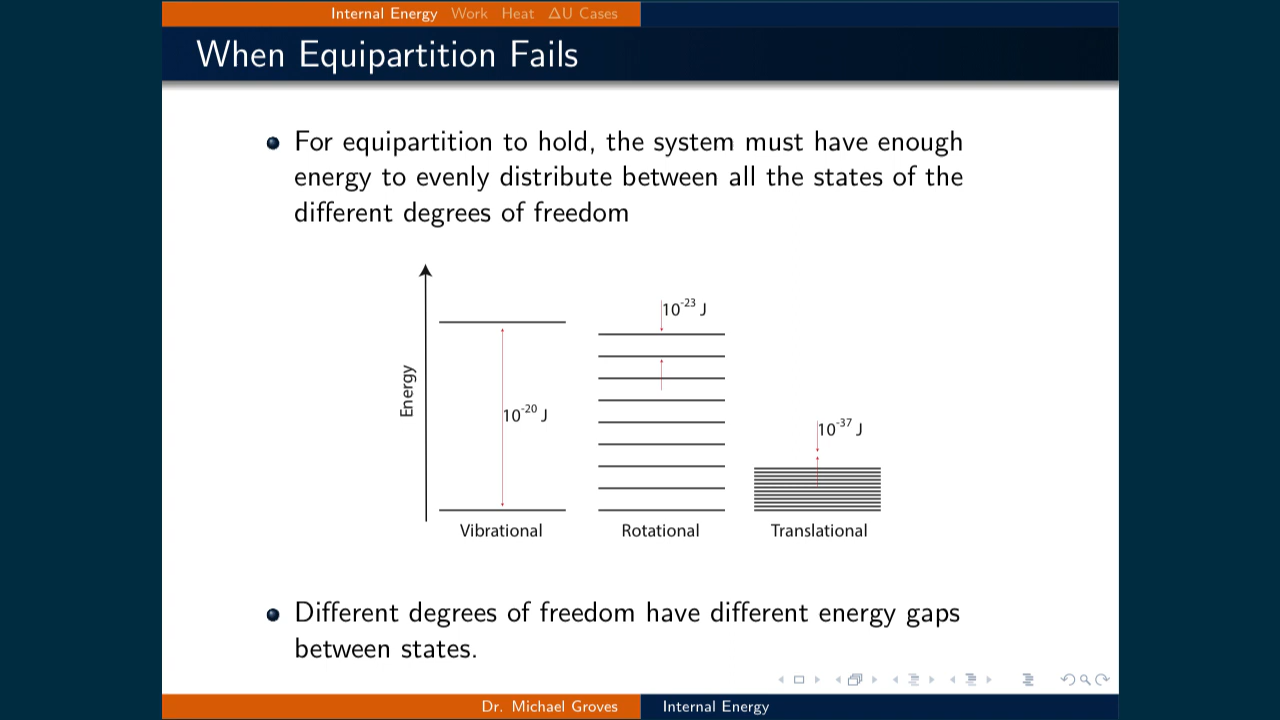 Internal Energy Work Heat ΔU Cases
When Equipartition Fails
For equipartition to hold, the system must have enough
energy to evenly distribute between all the states of the
different degrees of freedom
Energy
10⁻²⁰ J
10⁻²³ J
10⁻³⁷ J
Vibrational
Rotational
Translational
Different degrees of freedom have different energy gaps
between states.
Dr. Michael Groves
Internal Energy